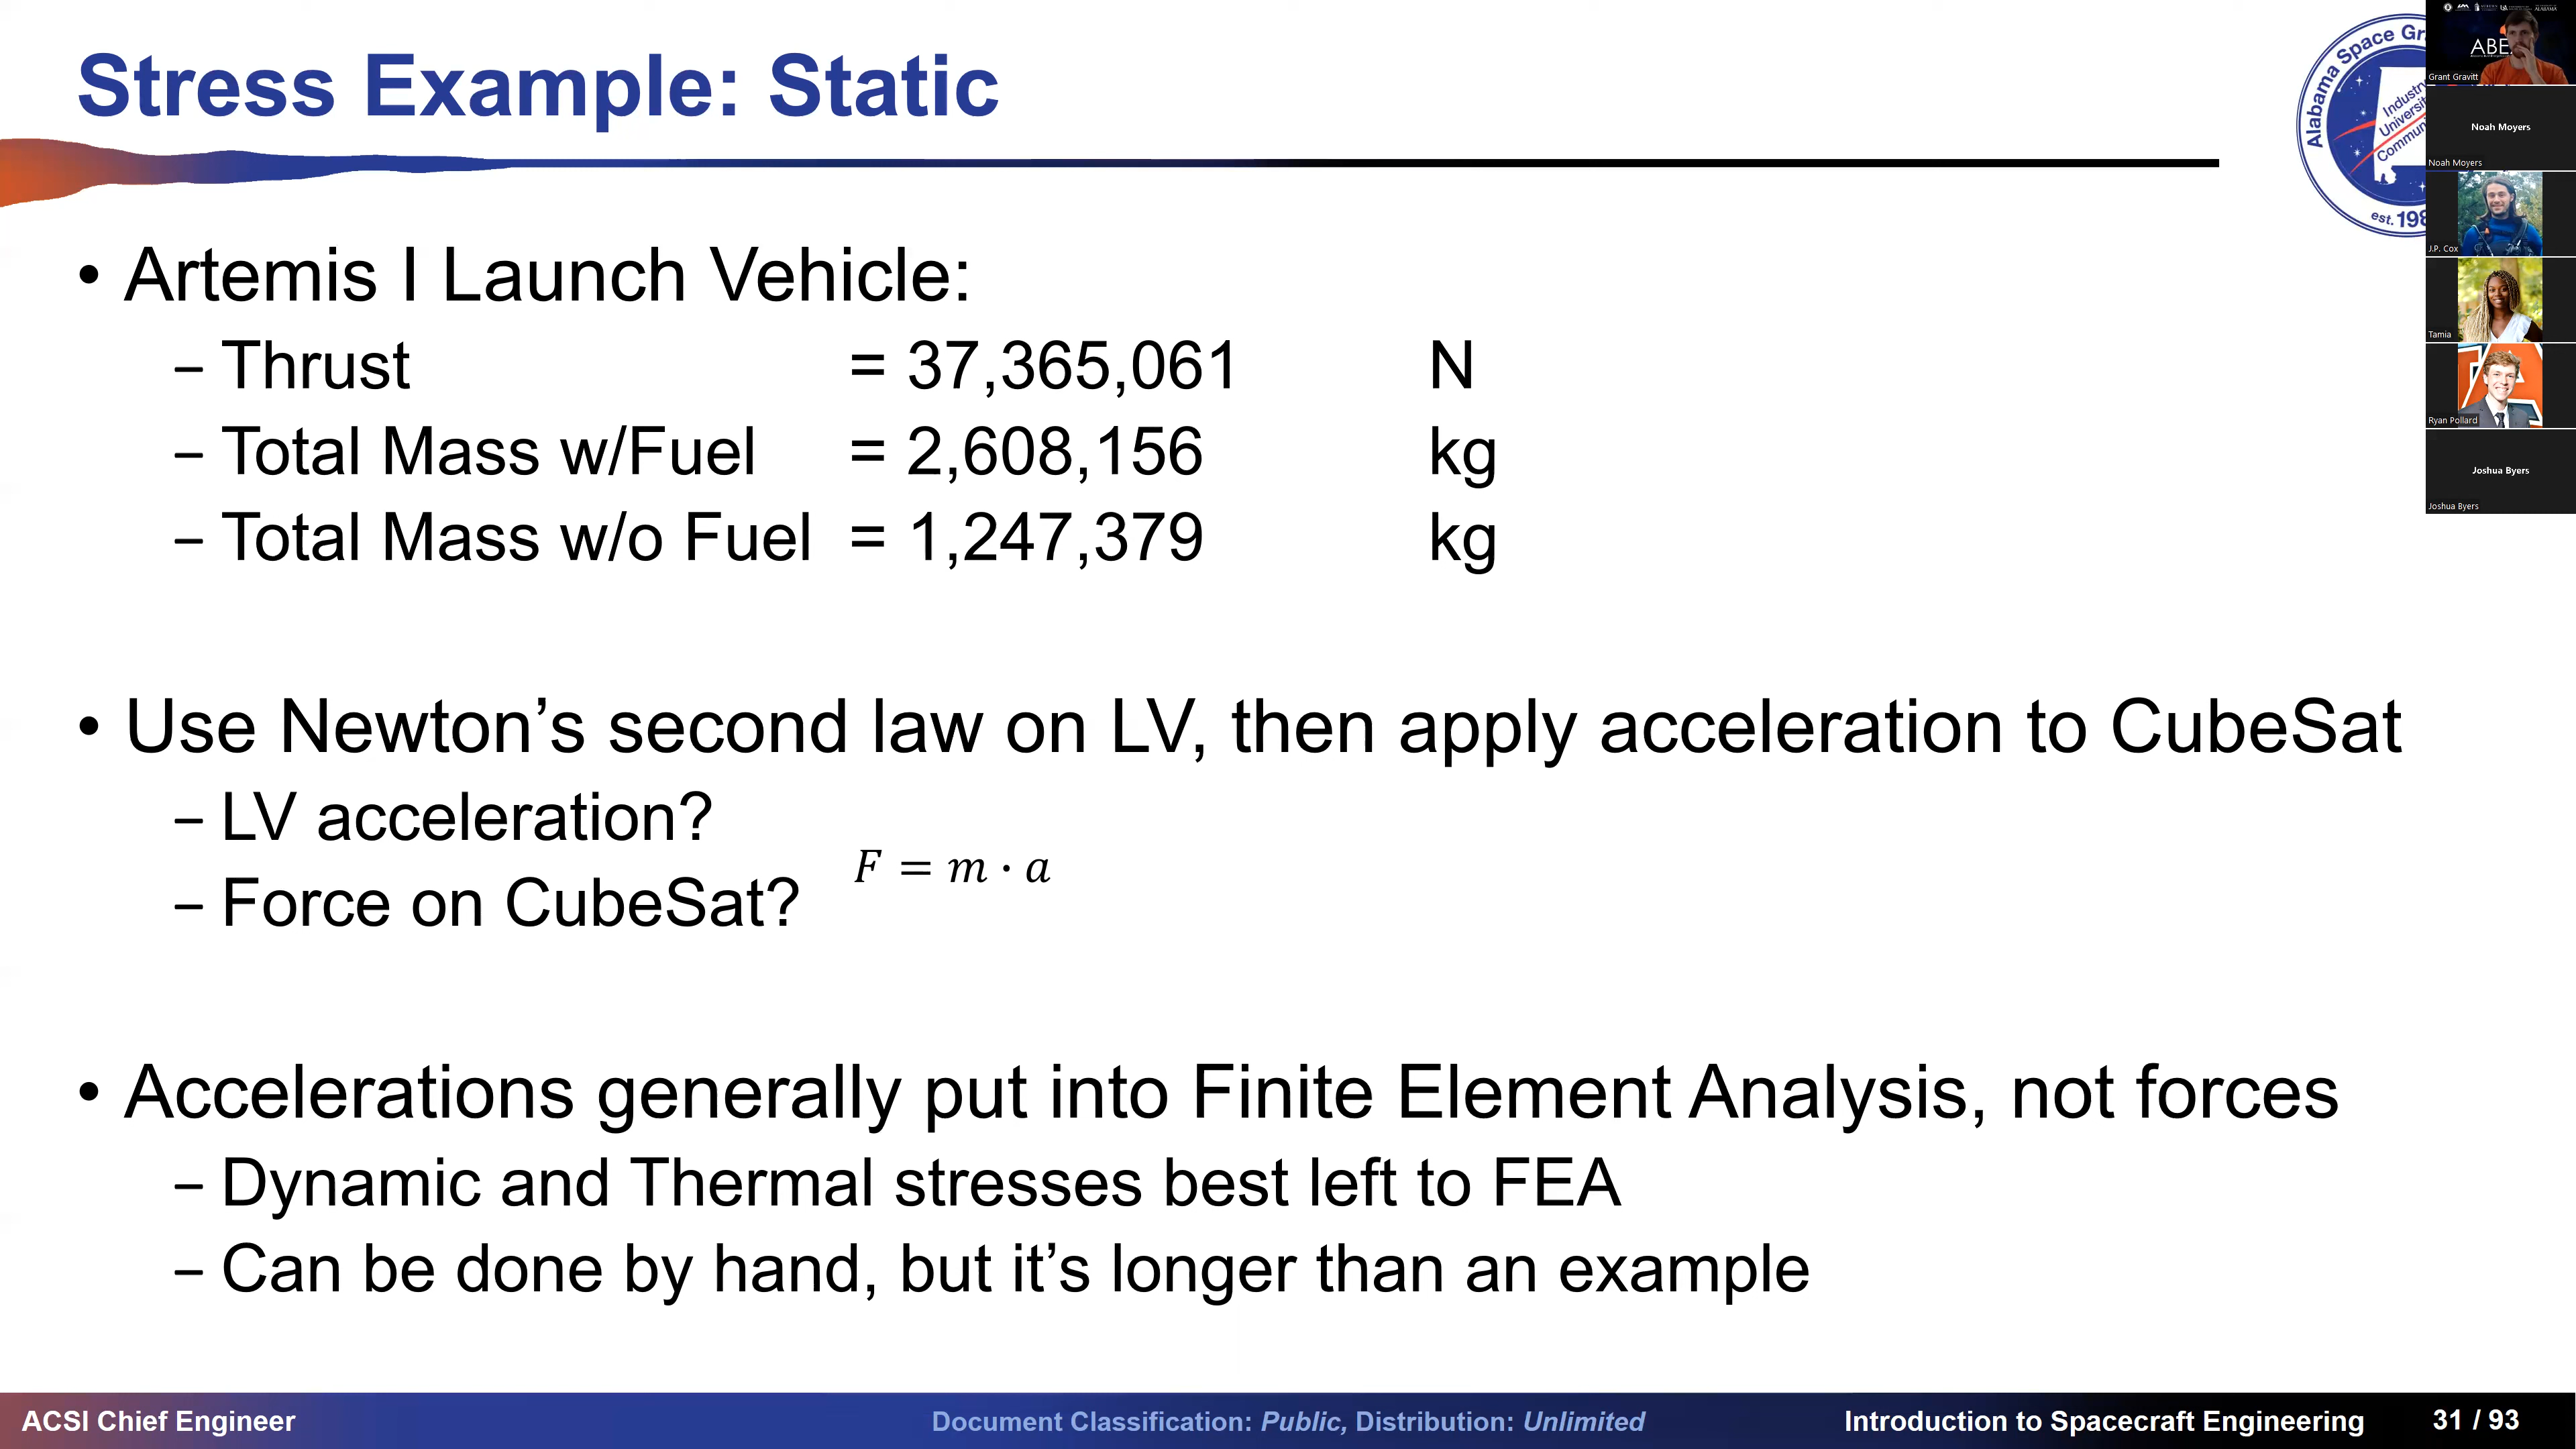 Stress Example: Static
Alabama Space Gr
Industr
Universit
Commun
est. 198
ABE
Grant Gravitt
Noah Moyers
Noah Moyers
J.P. Cox
Tamia
Ryan Pollard
Joshua Byers
Joshua Byers
• Artemis I Launch Vehicle:
– Thrust = 37,365,061 N
– Total Mass w/Fuel = 2,608,156 kg
– Total Mass w/o Fuel = 1,247,379 kg
• Use Newton’s second law on LV, then apply acceleration to CubeSat
– LV acceleration?
F = m · a
– Force on CubeSat?
• Accelerations generally put into Finite Element Analysis, not forces
– Dynamic and Thermal stresses best left to FEA
– Can be done by hand, but it’s longer than an example
ACSI Chief Engineer
Document Classification: Public, Distribution: Unlimited
Introduction to Spacecraft Engineering
31 / 93